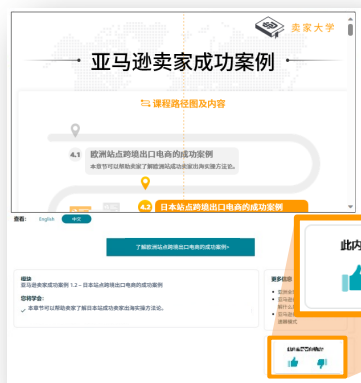 卖家大学
亚马逊卖家成功案例
课程路径图及内容
4.1 欧洲站点跨境出口电商的成功案例
本章节可以帮助卖家了解欧洲站成功卖家出海实操方法论。
4.2 日本站点跨境出口电商的成功案例
查看: English 中文
了解欧洲站点跨境出口电商的成功案例>
模块
亚马逊卖家成功案例 1.2 – 日本站点跨境出口电商的成功案例
您将学会:
本章节可以帮助卖家了解日本站成功卖家出海实操方法论。
更多信息
此内